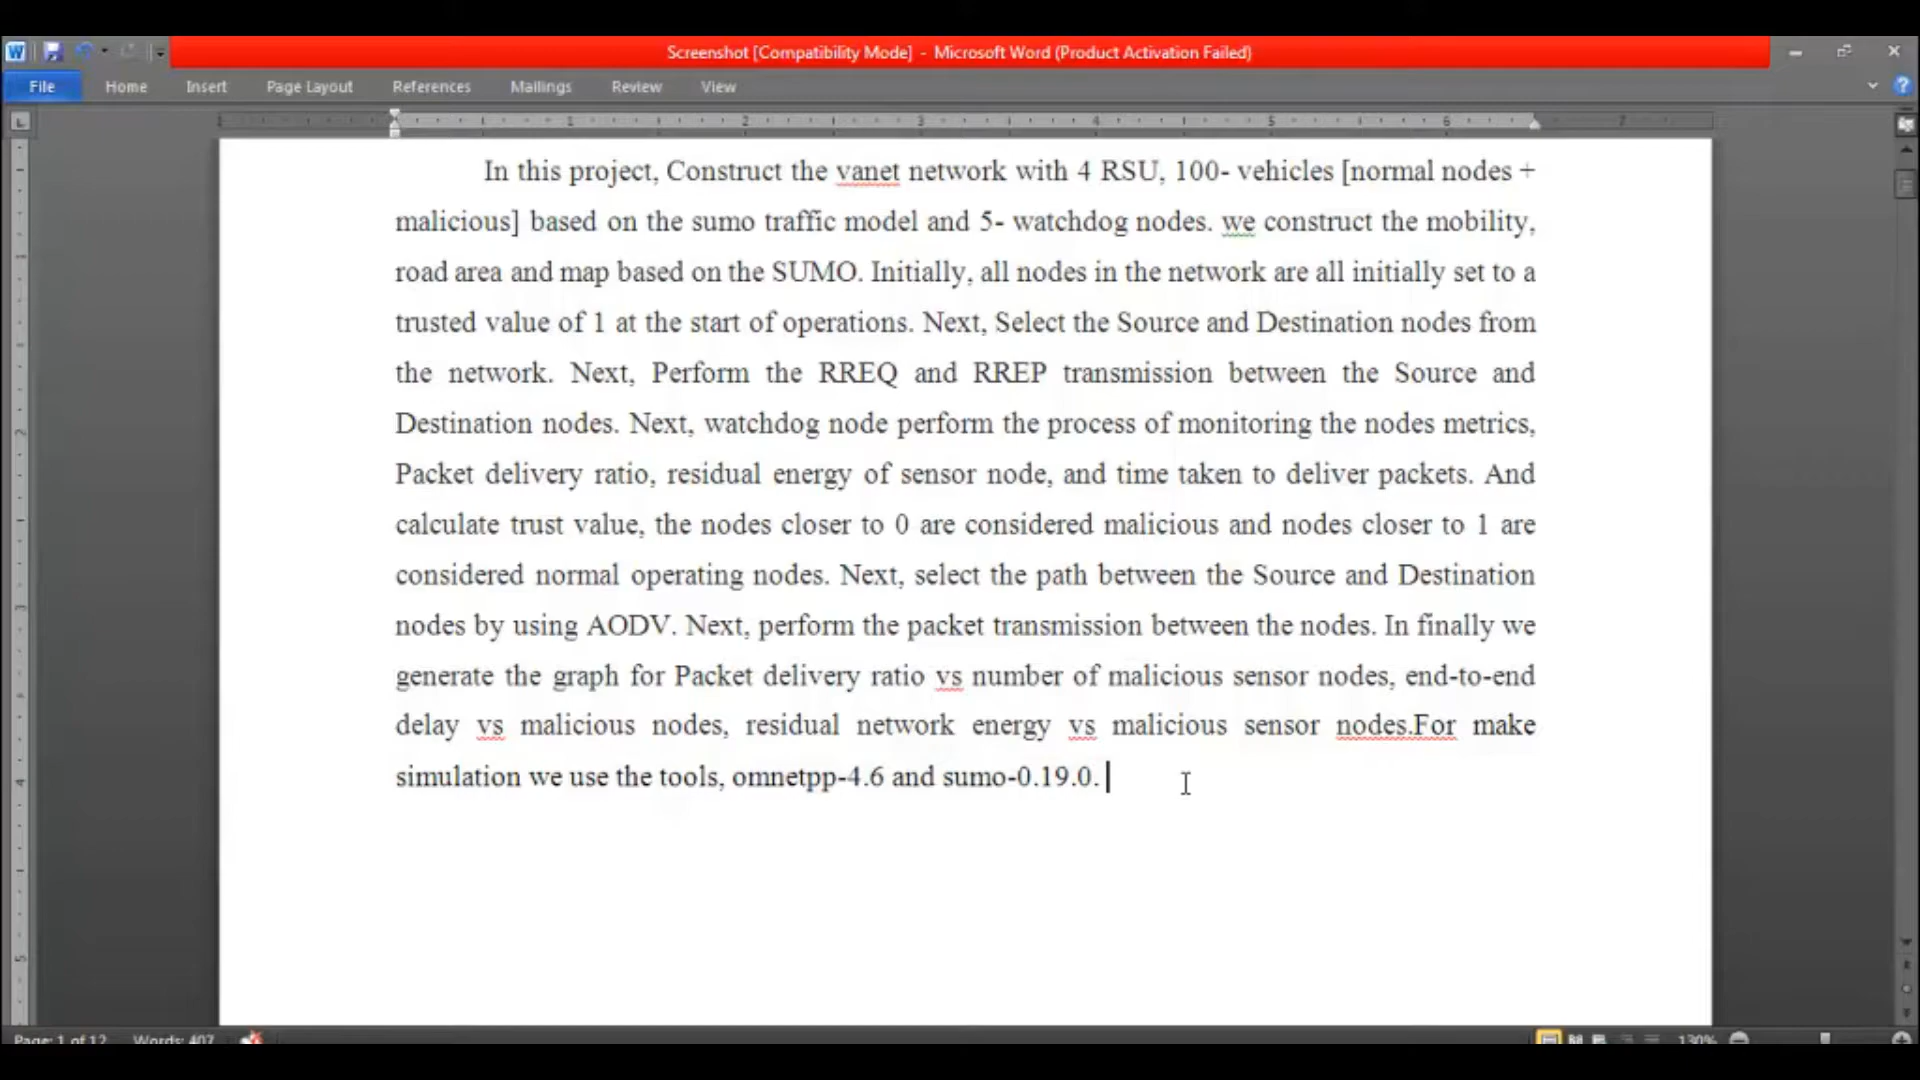 Screenshot [Compatibility Mode] - Microsoft Word (Product Activation Failed)
File Home Insert Page Layout References Mailings Review View
In this project, Construct the vanet network with 4 RSU, 100- vehicles [normal nodes +
malicious] based on the sumo traffic model and 5- watchdog nodes. we construct the mobility,
road area and map based on the SUMO. Initially, all nodes in the network are all initially set to a
trusted value of 1 at the start of operations. Next, Select the Source and Destination nodes from
the network. Next, Perform the RREQ and RREP transmission between the Source and
Destination nodes. Next, watchdog node perform the process of monitoring the nodes metrics,
Packet delivery ratio, residual energy of sensor node, and time taken to deliver packets. And
calculate trust value, the nodes closer to 0 are considered malicious and nodes closer to 1 are
considered normal operating nodes. Next, select the path between the Source and Destination
nodes by using AODV. Next, perform the packet transmission between the nodes. In finally we
generate the graph for Packet delivery ratio vs number of malicious sensor nodes, end-to-end
delay vs malicious nodes, residual network energy vs malicious sensor nodes.For make
simulation we use the tools, omnetpp-4.6 and sumo-0.19.0.
Page: 1 of 12 Words: 407 130%